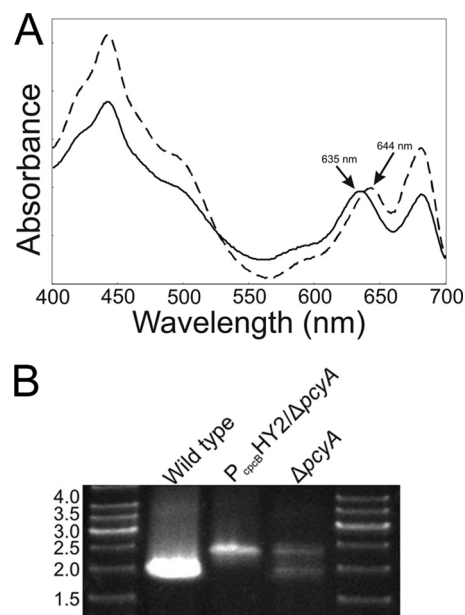 A
Absorbance
635 nm
644 nm
400 450 500 565 600 650 700
Wavelength (nm)
B
Wild type
PcpcBHY2/ΔpcyA
ΔpcyA
4.0
3.5
3.0
2.5
2.0
1.5